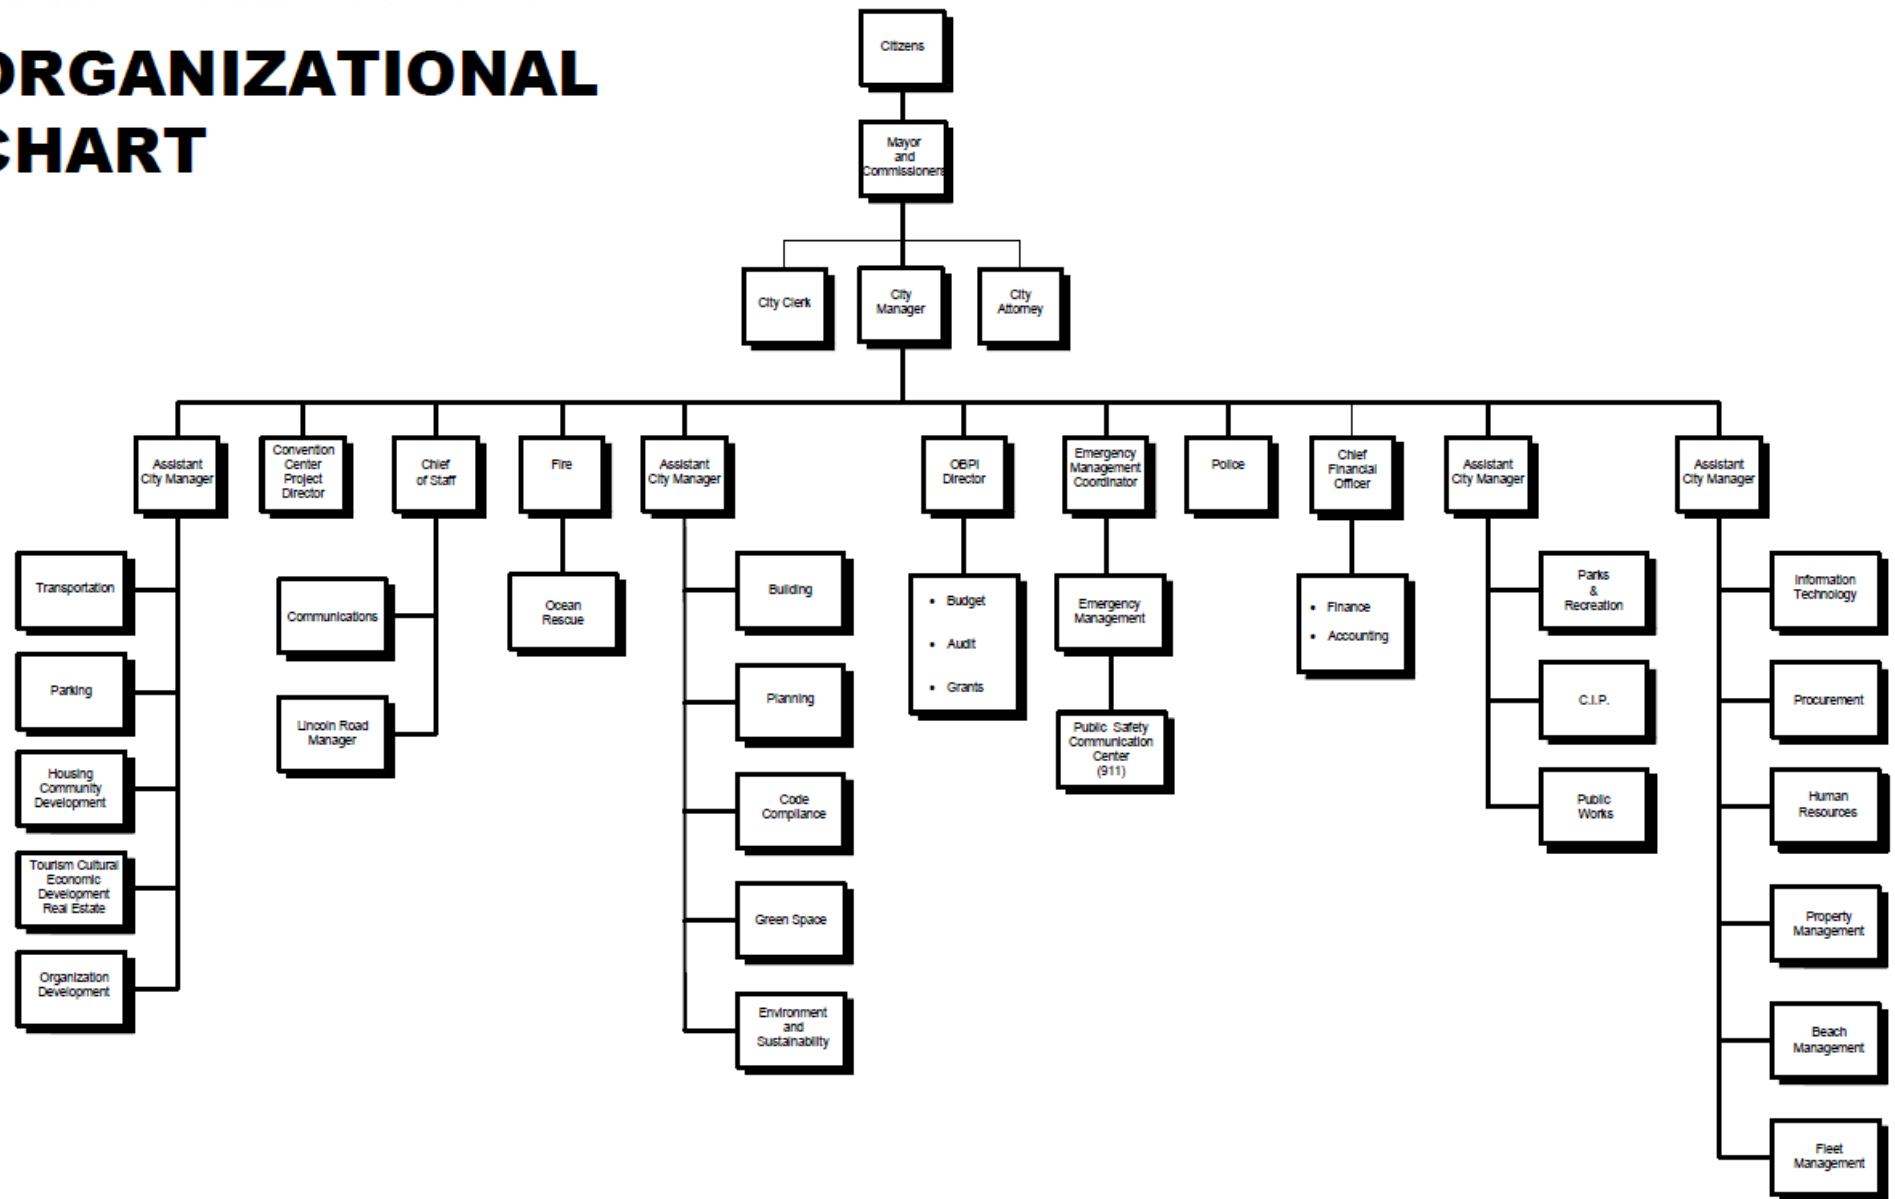 ORGANIZATIONAL
CHART
Citizens
Mayor
and
Commissioners
City Clerk
City
Manager
City
Attorney
Assistant
City Manager
Convention
Center
Project
Director
Chief
of Staff
Fire
Assistant
City Manager
OBPI
Director
Emergency
Management
Coordinator
Police
Chief
Financial
Officer
Assistant
City Manager
Assistant
City Manager
Transportation
Parking
Housing
Community
Development
Tourism Cultural
Economic
Development
Real Estate
Organization
Development
Communications
Lincoln Road
Manager
Ocean
Rescue
Building
Planning
Code
Compliance
Green Space
Environment
and
Sustainability
• Budget
• Audit
• Grants
Emergency
Management
Public Safety
Communication
Center
(911)
• Finance
• Accounting
Parks
&
Recreation
C.I.P.
Public
Works
Information
Technology
Procurement
Human
Resources
Property
Management
Beach
Management
Fleet
Management